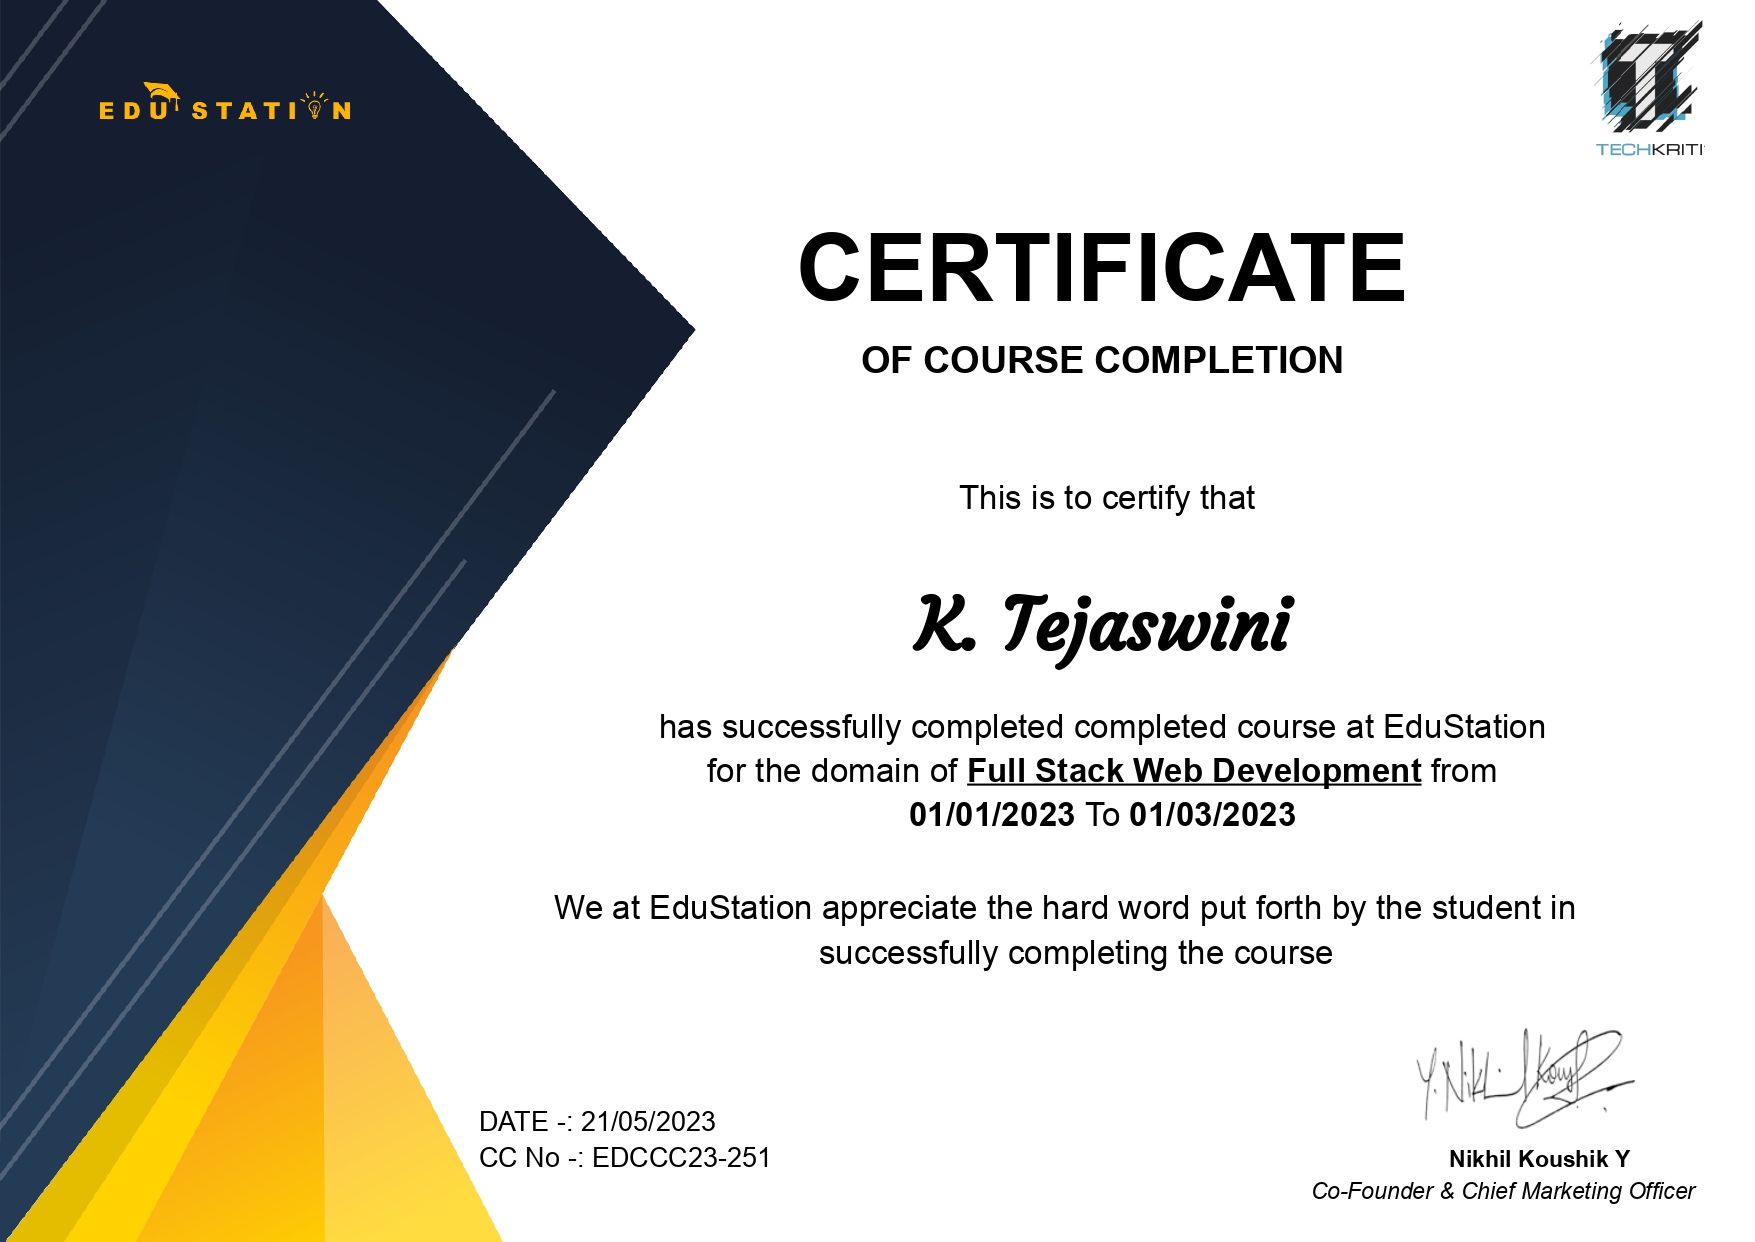 EDUSTATION
TECHKRITI
CERTIFICATE
OF COURSE COMPLETION
This is to certify that
K. Tejaswini
has successfully completed completed course at EduStation
for the domain of Full Stack Web Development from
01/01/2023 To 01/03/2023
We at EduStation appreciate the hard word put forth by the student in
successfully completing the course
DATE -: 21/05/2023
CC No -: EDCCC23-251
Y. Nikhil Koushik
Nikhil Koushik Y
Co-Founder & Chief Marketing Officer